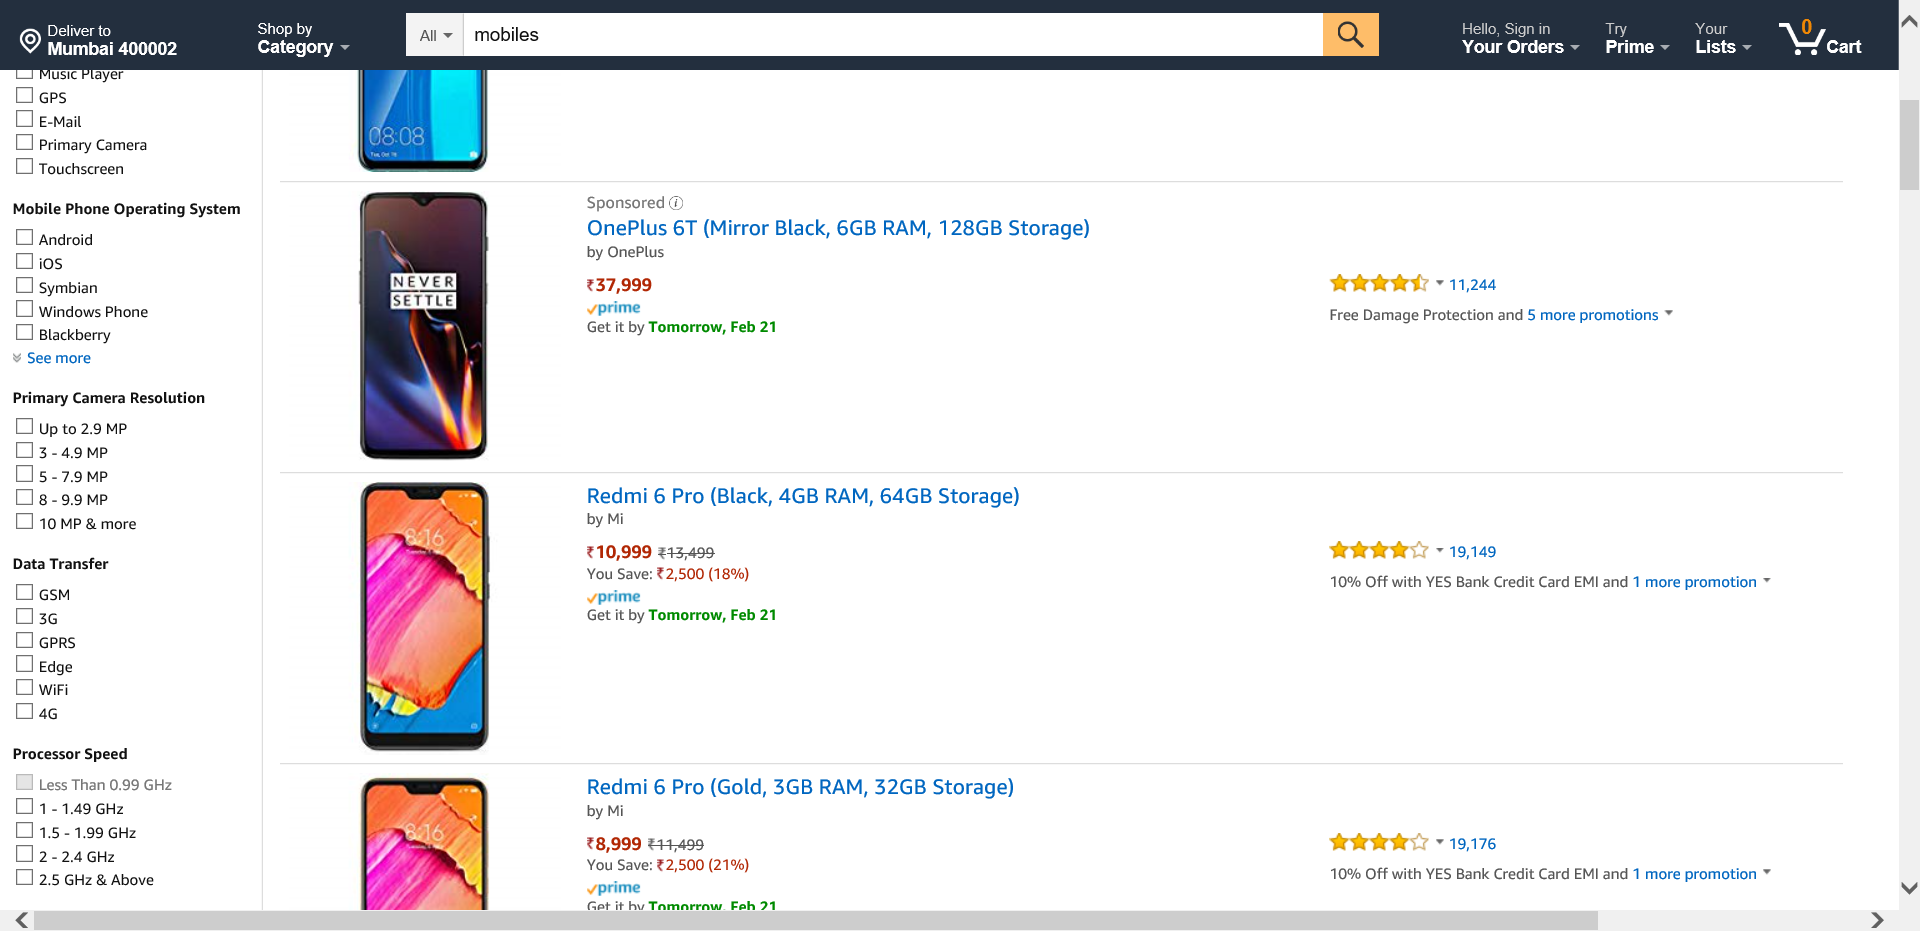 Deliver to
Mumbai 400002
Shop by
Category
All
mobiles
Hello, Sign in
Your Orders
Try
Prime
Your
Lists
0
Cart
Music Player
GPS
E-Mail
Primary Camera
Touchscreen
Mobile Phone Operating System
Android
iOS
Symbian
Windows Phone
Blackberry
See more
Primary Camera Resolution
Up to 2.9 MP
3 - 4.9 MP
5 - 7.9 MP
8 - 9.9 MP
10 MP & more
Data Transfer
GSM
3G
GPRS
Edge
WiFi
4G
Processor Speed
Less Than 0.99 GHz
1 - 1.49 GHz
1.5 - 1.99 GHz
2 - 2.4 GHz
2.5 GHz & Above
08:08
Tue, Oct 16
NEVER
SETTLE
Sponsored
OnePlus 6T (Mirror Black, 6GB RAM, 128GB Storage)
by OnePlus
₹37,999
prime
Get it by Tomorrow, Feb 21
11,244
Free Damage Protection and 5 more promotions
8:16
Redmi 6 Pro (Black, 4GB RAM, 64GB Storage)
by Mi
₹10,999 ₹13,499
You Save: ₹2,500 (18%)
prime
Get it by Tomorrow, Feb 21
19,149
10% Off with YES Bank Credit Card EMI and 1 more promotion
8:16
Redmi 6 Pro (Gold, 3GB RAM, 32GB Storage)
by Mi
₹8,999 ₹11,499
You Save: ₹2,500 (21%)
prime
Get it by Tomorrow, Feb 21
19,176
10% Off with YES Bank Credit Card EMI and 1 more promotion